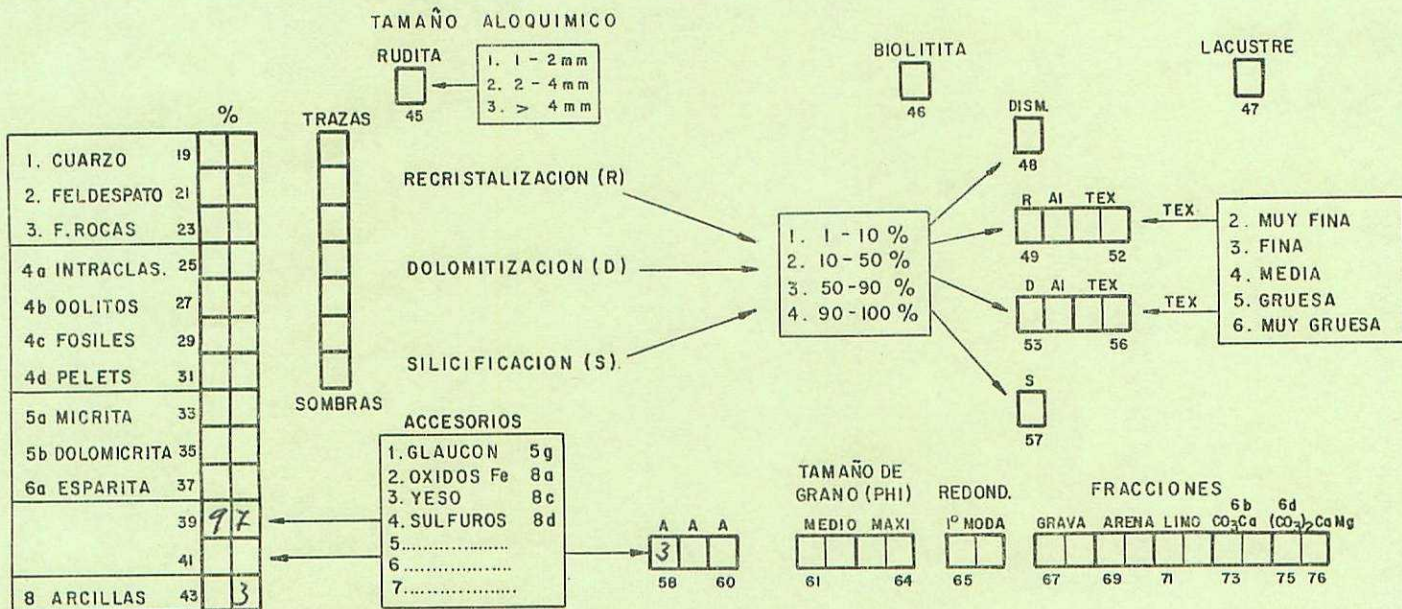 TAMAÑO ALOQUIMICO
RUDITA
1. 1 - 2 mm
2. 2 - 4 mm
3. > 4 mm
45
BIOLITITA
46
LACUSTRE
47
%
TRAZAS
1. CUARZO 19
2. FELDESPATO 21
3. F. ROCAS 23
4a INTRACLAS. 25
4b OOLITOS 27
4c FOSILES 29
4d PELETS 31
5a MICRITA 33
5b DOLOMICRITA 35
6a ESPARITA 37
39 97
41
8 ARCILLAS 43 3
SOMBRAS
RECRISTALIZACION (R)
DOLOMITIZACION (D)
SILICIFICACION (S).
1. 1 - 10 %
2. 10 - 50 %
3. 50 - 90 %
4. 90 - 100 %
DISM.
48
R AI TEX
49 52
TEX
D AI TEX
53 56
TEX
S
57
2. MUY FINA
3. FINA
4. MEDIA
5. GRUESA
6. MUY GRUESA
ACCESORIOS
1. GLAUCON 5g
2. OXIDOS Fe 8a
3. YESO 8c
4. SULFUROS 8d
5..................
6..................
7..................
A A A
3
58 60
TAMAÑO DE
GRANO (PHI)
MEDIO MAXI
61 64
REDOND.
1º MODA
65
FRACCIONES
6b 6d
GRAVA ARENA LIMO CO3Ca (CO3)2CaMg
67 69 71 73 75 76